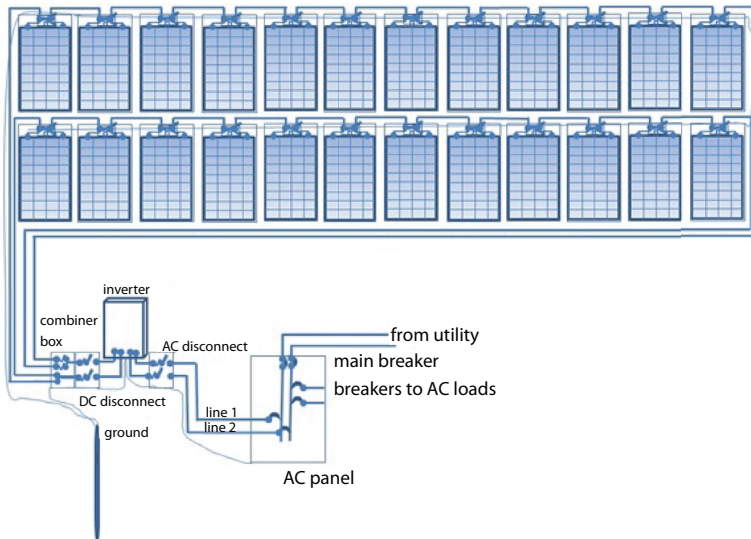 inverter
combiner
box
AC disconnect
from utility
main breaker
breakers to AC loads
DC disconnect
line 1
line 2
ground
AC panel